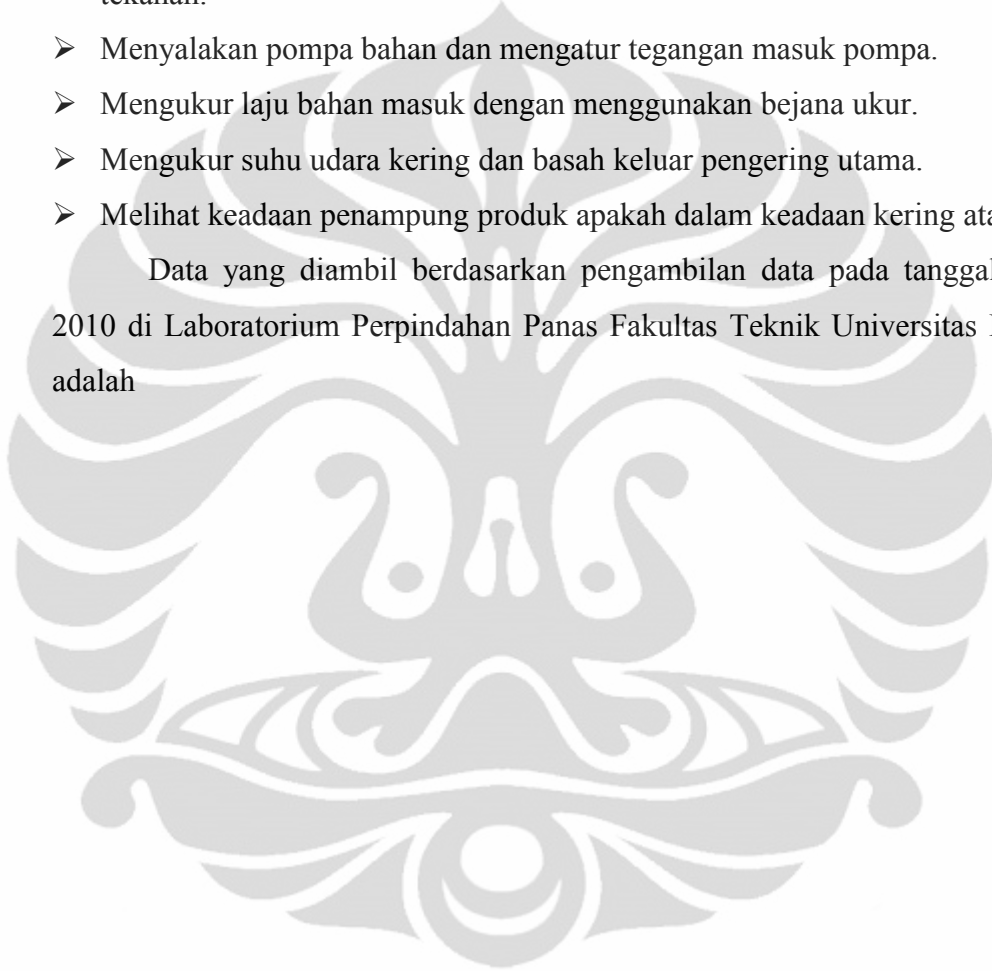 tekanan.
➢ Menyalakan pompa bahan dan mengatur tegangan masuk pompa.
➢ Mengukur laju bahan masuk dengan menggunakan bejana ukur.
➢ Mengukur suhu udara kering dan basah keluar pengering utama.
➢ Melihat keadaan penampung produk apakah dalam keadaan kering
Data yang diambil berdasarkan pengambilan data pada
2010 di Laboratorium Perpindahan Panas Fakultas Teknik Universitas
adalah